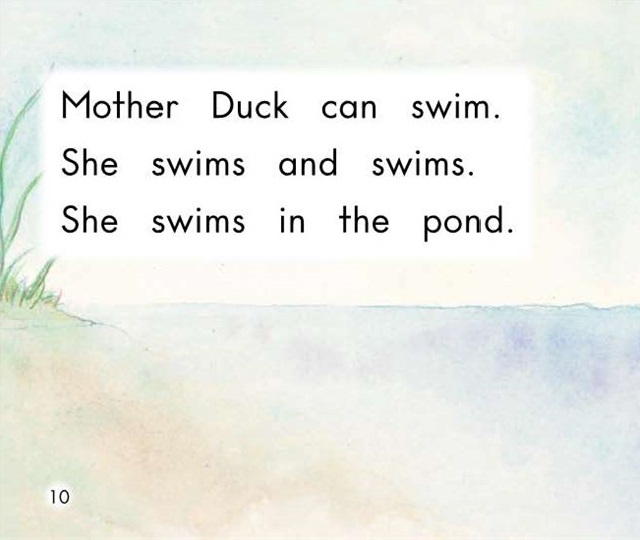 Mother Duck can swim.
She swims and swims.
She swims in the pond.
10